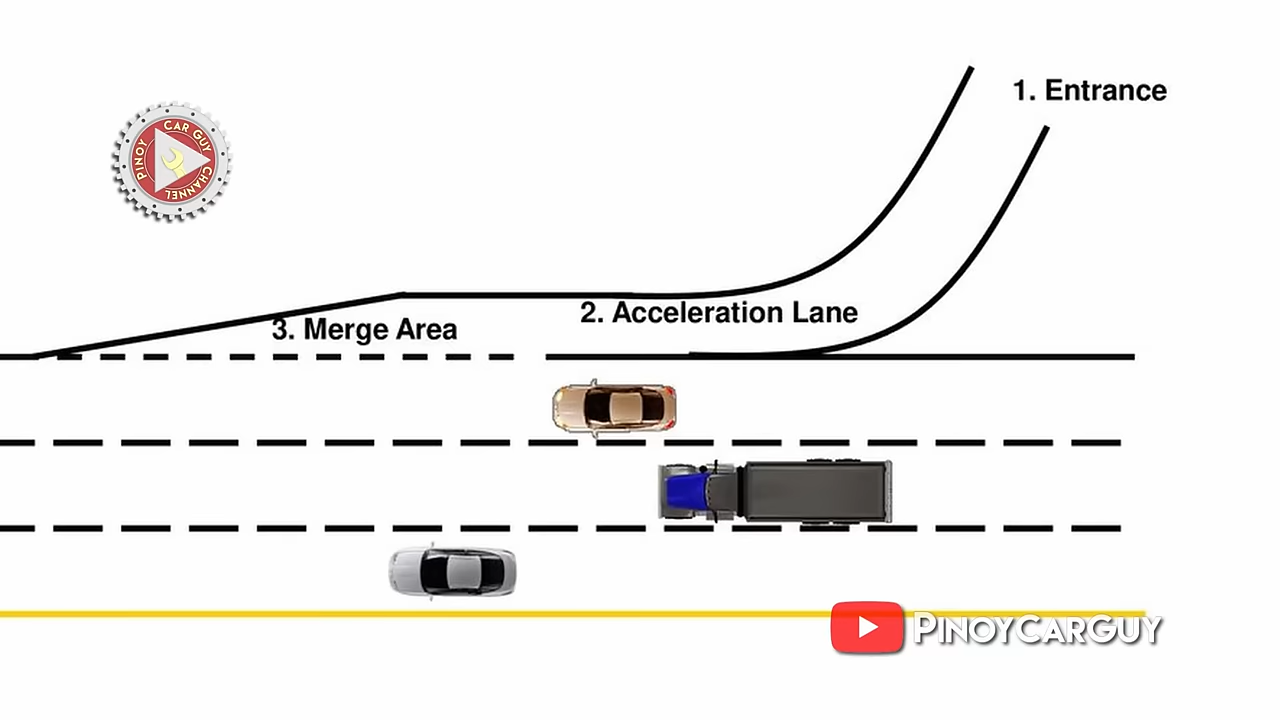 1. Entrance
PINOY CAR GUY CHANNEL
2. Acceleration Lane
3. Merge Area
PINOYCARGUY